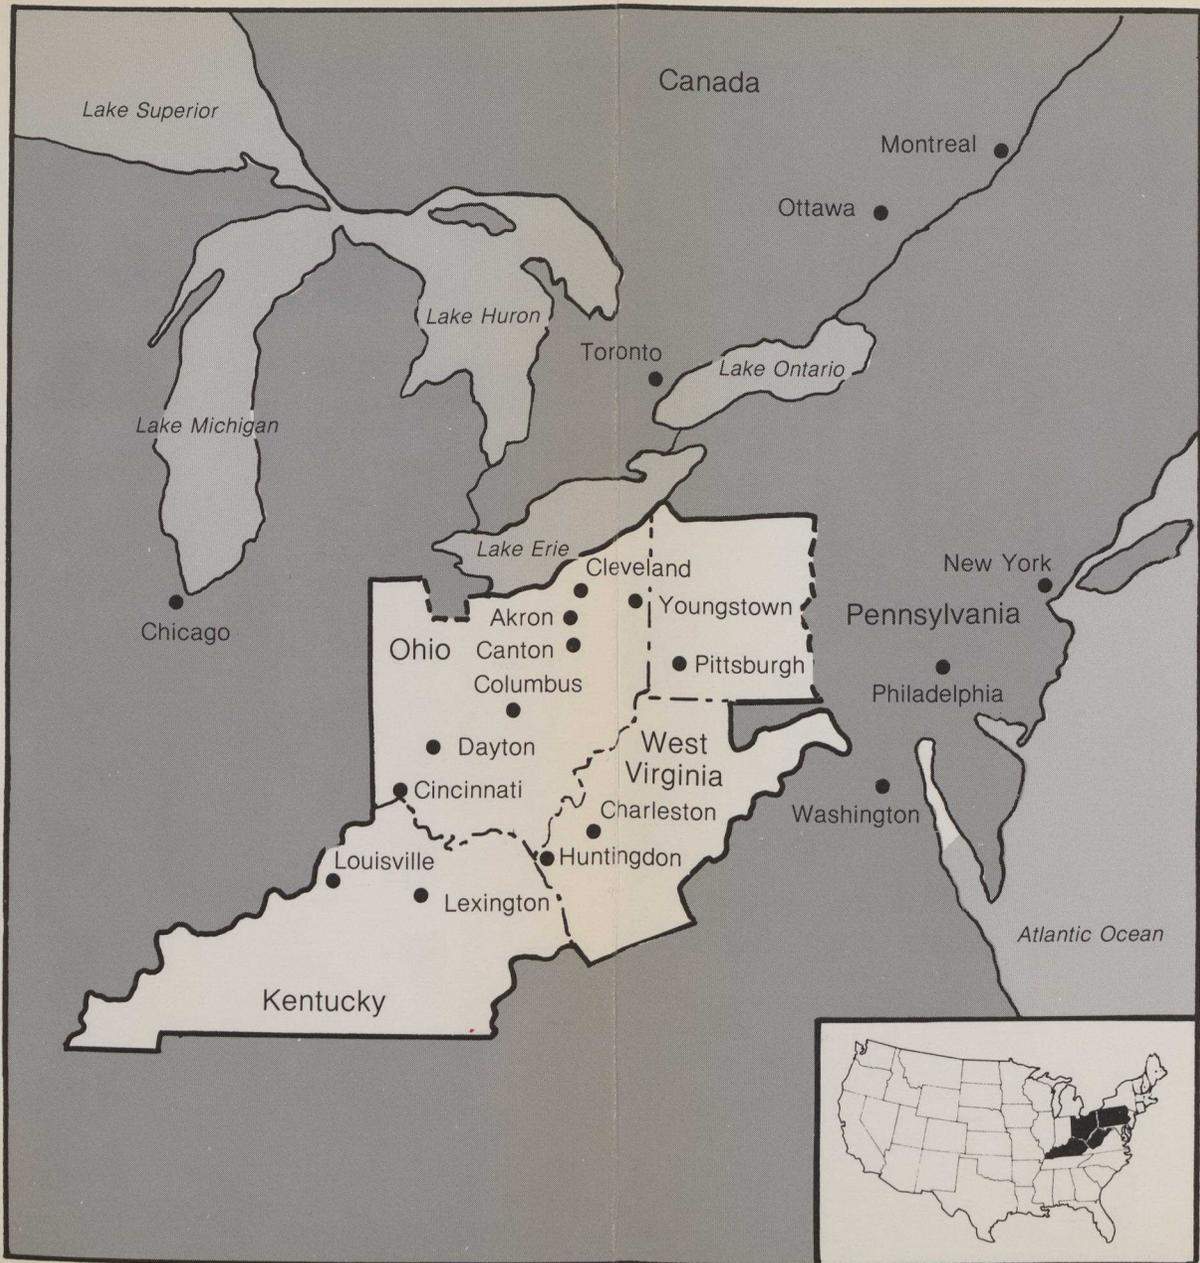 Canada
Lake Superior
Montreal
Ottawa
Lake Huron
Toronto
Lake Ontario
Lake Michigan
Lake Erie
Cleveland
New York
Youngstown
Pennsylvania
Akron
Chicago
Ohio
Canton
Pittsburgh
Columbus
Philadelphia
Dayton
West
Virginia
Cincinnati
Charleston
Washington
Louisville
Huntingdon
Lexington
Atlantic Ocean
Kentucky